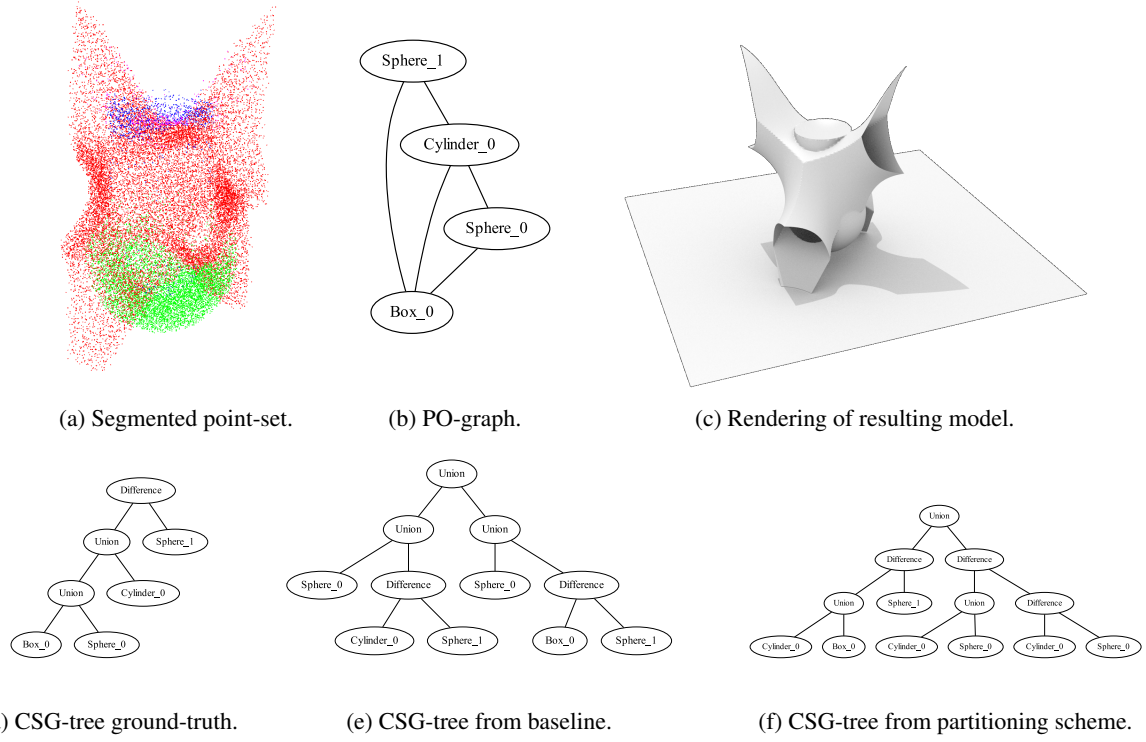 Sphere_1
Cylinder_0
Sphere_0
Box_0
(a) Segmented point-set.
(b) PO-graph.
(c) Rendering of resulting model.
Difference
Union
Sphere_1
Union
Cylinder_0
Box_0
Sphere_0
) CSG-tree ground-truth.
Union
Union
Union
Sphere_0
Difference
Sphere_0
Difference
Cylinder_0
Sphere_1
Box_0
Sphere_1
(e) CSG-tree from baseline.
Union
Difference
Difference
Union
Sphere_1
Union
Difference
Cylinder_0
Box_0
Cylinder_0
Sphere_0
Cylinder_0
Sphere_0
(f) CSG-tree from partitioning scheme.